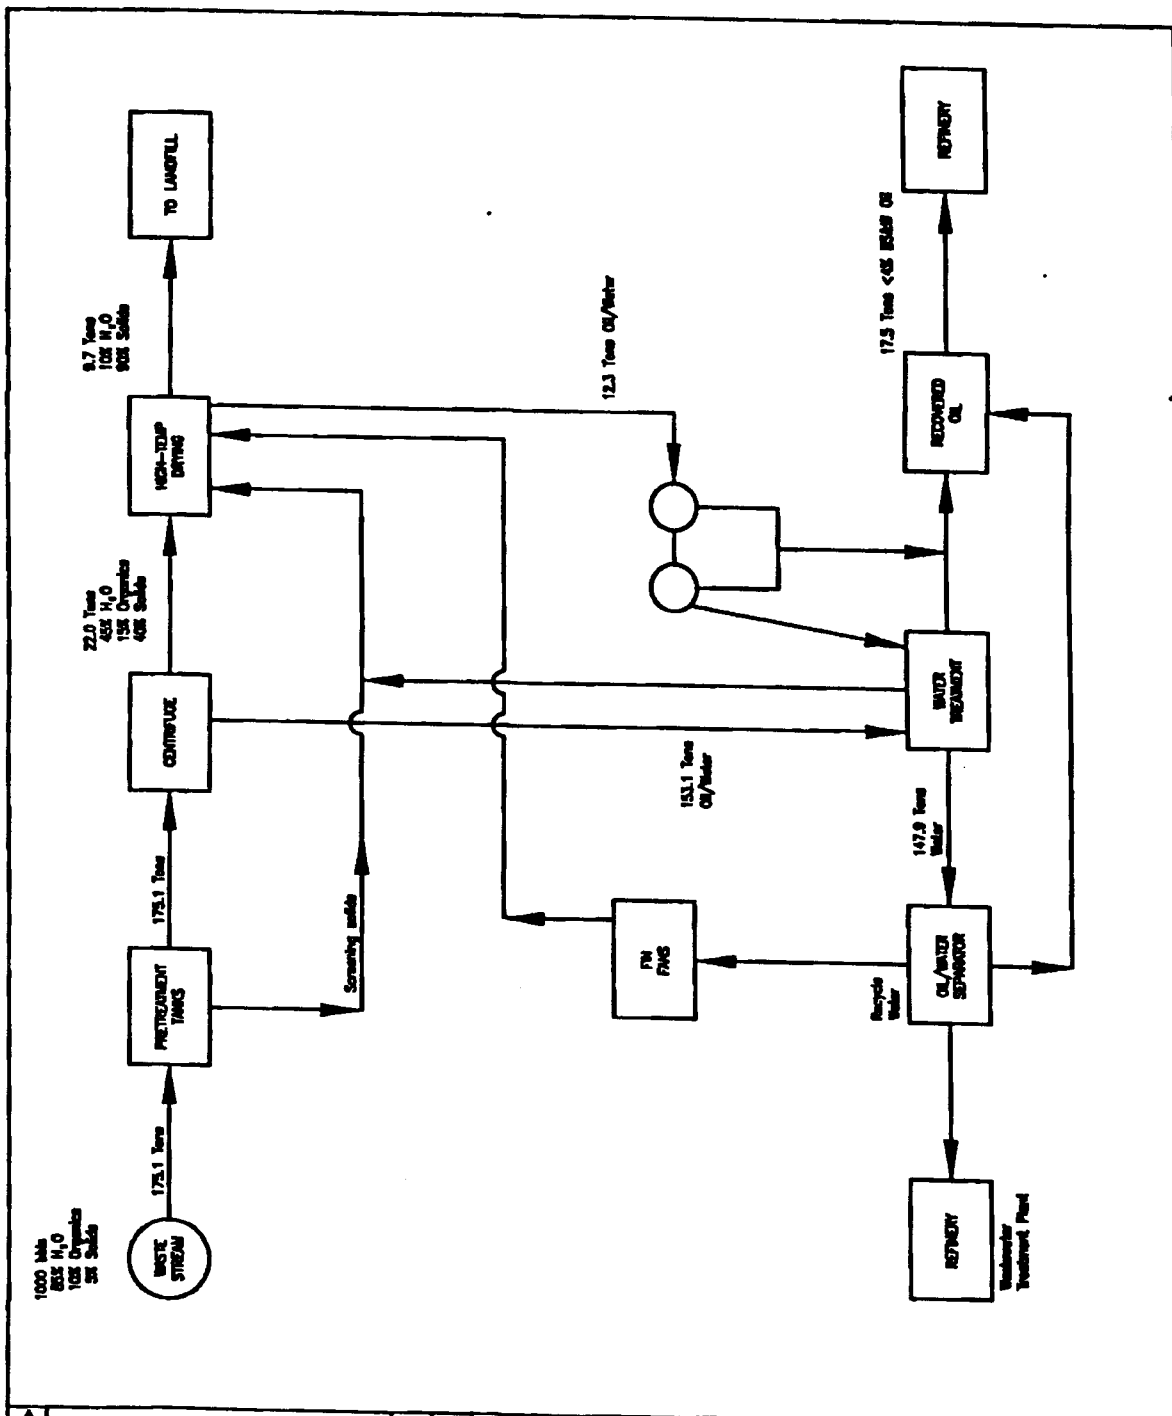 1000 bbls
85% H₂O
10% Organics
5% Solids
WASTE
STREAM
175.1 Tons
PRETREATMENT
TANKS
175.1 Tons
CENTRIFUGE
22.0 Tons
45% H₂O
15% Organics
40% Solids
HIGH-TEMP
DRYING
9.7 Tons
10% H₂O
90% Solids
TO LANDFILL
Screening solids
12.3 Tons Oil/Water
153.1 Tons
Oil/Water
FIN
FANS
Recycle
Water
REFINERY
Wastewater
Treatment Plant
OIL/WATER
SEPARATOR
147.9 Tons
Water
WATER
TREATMENT
RECOVERED
OIL
17.5 Tons <4% BS&W Oil
REFINERY